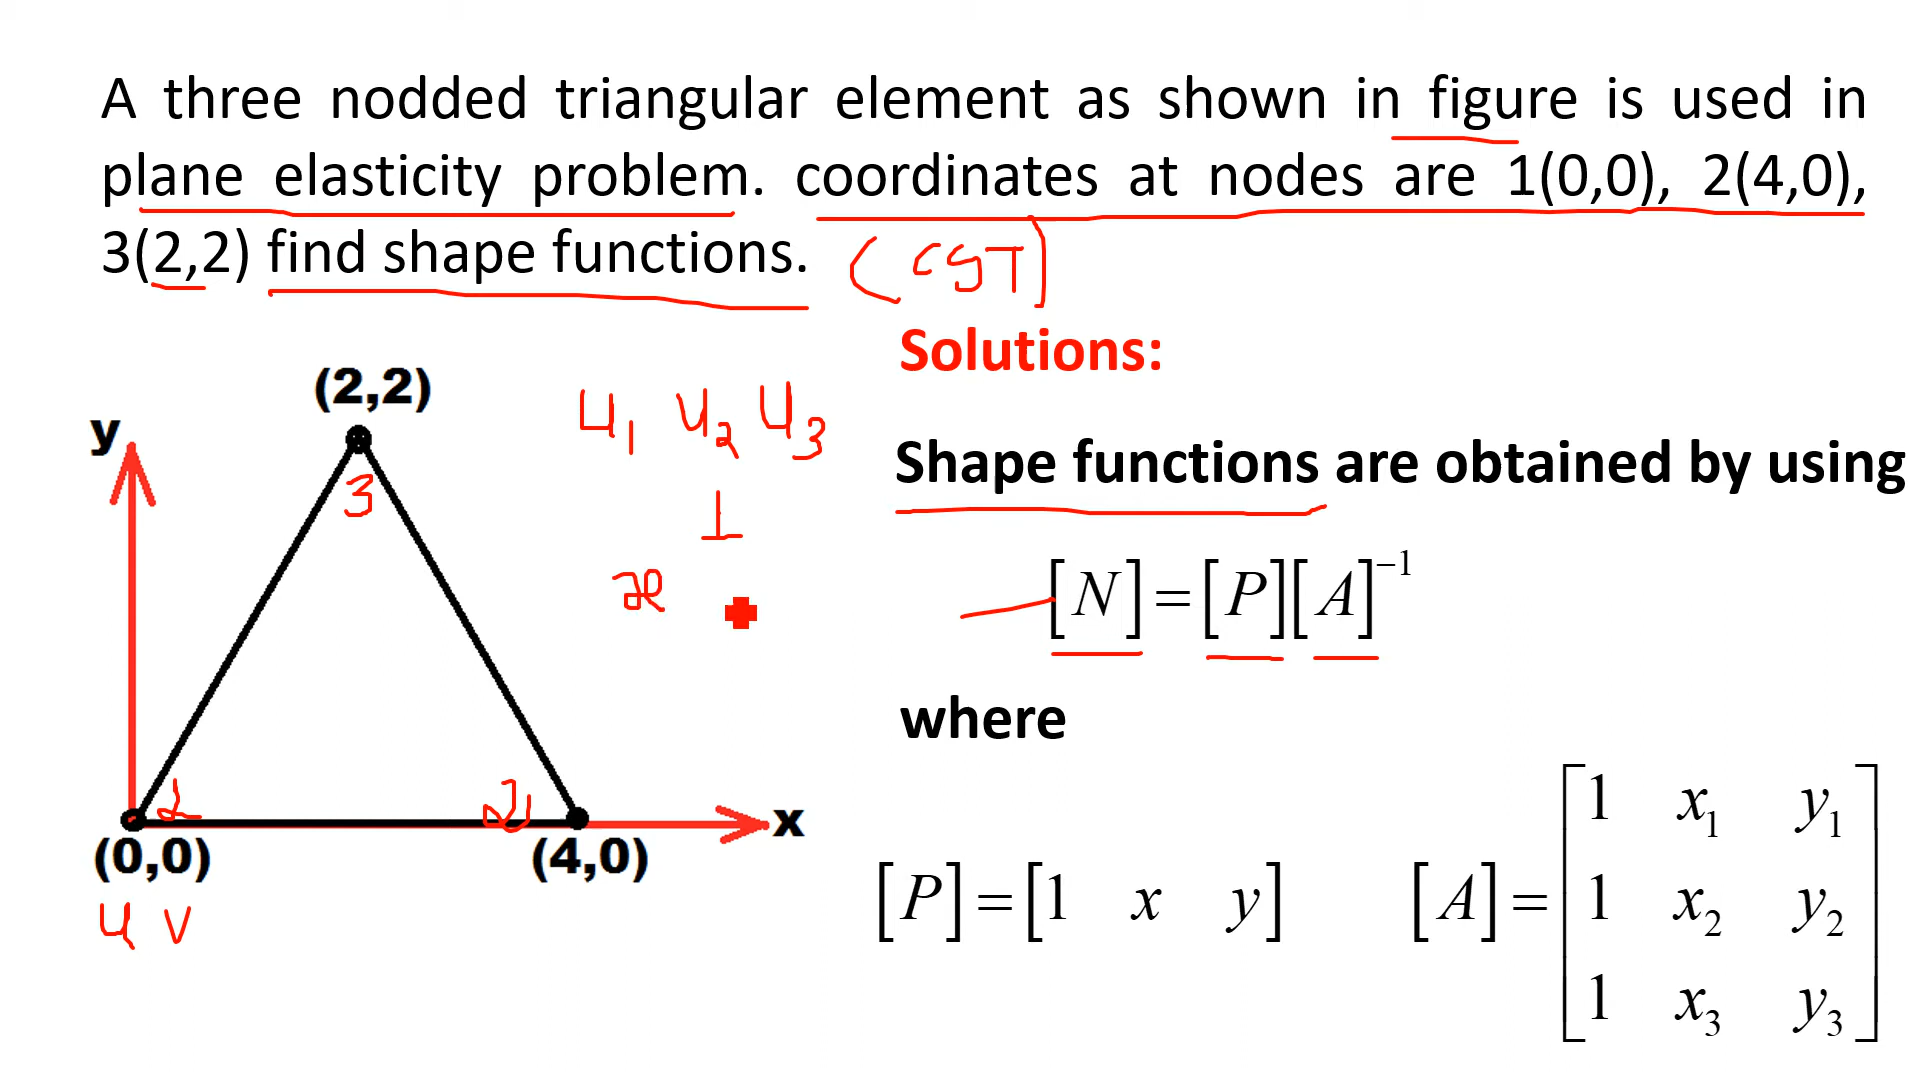 A three nodded triangular element as shown in figure is used in
plane elasticity problem. coordinates at nodes are 1(0,0), 2(4,0),
3(2,2) find shape functions. (CST)
Solutions:
(2,2)
y
3
u1 u2 u3
1
x
Shape functions are obtained by using
[N]=[P][A]⁻¹
where
1 2
x
(0,0) (4,0)
u v
[P]=[1 x y]
[A]=[1 x₁ y₁
1 x₂ y₂
1 x₃ y₃]